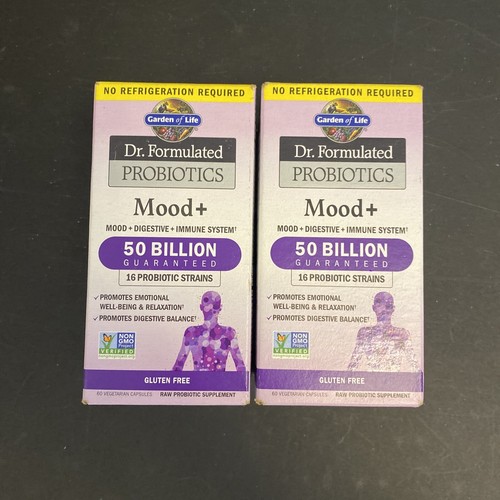 NO REFRIGERATION REQUIRED
Garden of Life
Dr. Formulated
PROBIOTICS
Mood+
MOOD + DIGESTIVE + IMMUNE SYSTEM†
50 BILLION
GUARANTEED
16 PROBIOTIC STRAINS
✓ PROMOTES EMOTIONAL
WELL-BEING & RELAXATION†
✓ PROMOTES DIGESTIVE BALANCE†
NON
GMO
Project
VERIFIED
GLUTEN FREE
60 VEGETARIAN CAPSULES RAW PROBIOTIC SUPPLEMENT
NO REFRIGERATION REQUIRED
Garden of Life
Dr. Formulated
PROBIOTICS
Mood+
MOOD + DIGESTIVE + IMMUNE SYSTEM†
50 BILLION
GUARANTEED
16 PROBIOTIC STRAINS
✓ PROMOTES EMOTIONAL
WELL-BEING & RELAXATION†
✓ PROMOTES DIGESTIVE BALANCE†
NON
GMO
Project
VERIFIED
GLUTEN FREE
60 VEGETARIAN CAPSULES RAW PROBIOTIC SUPPLEMENT